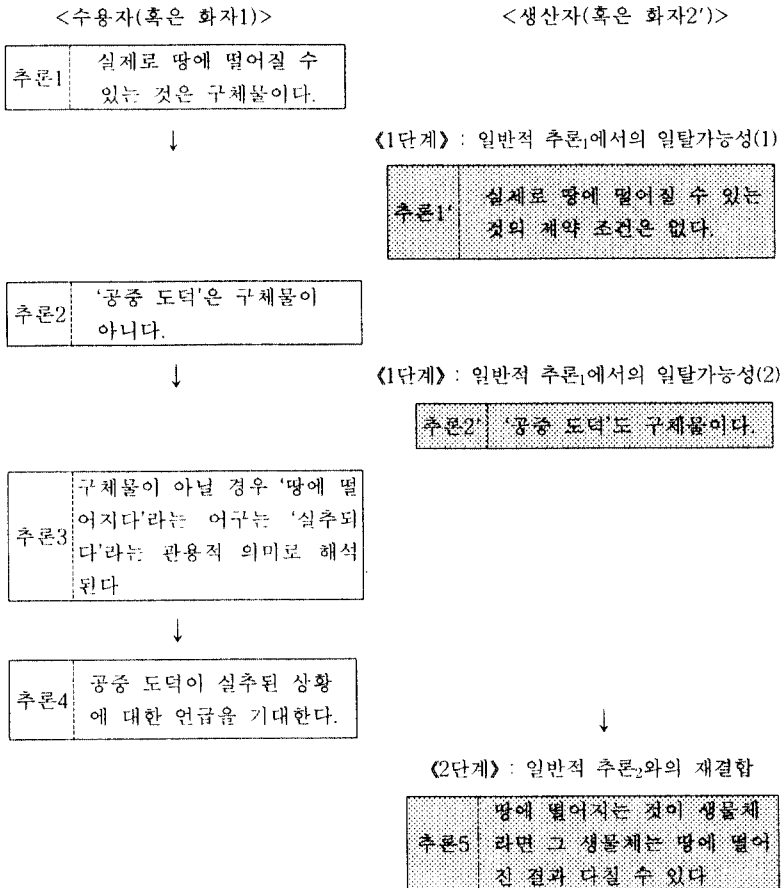 <수용자(혹은 화자1)>
<생산자(혹은 화자2′)>
추론1
실제로 땅에 떨어질 수
있는 것은 구체물이다.
↓
《1단계》: 일반적 추론₁에서의 일탈가능성(1)
추론1′
실제로 땅에 떨어질 수 있는
것의 제약 조건은 없다.
추론2
'공중 도덕'은 구체물이
아니다.
↓
《1단계》: 일반적 추론₁에서의 일탈가능성(2)
추론2′
'공중 도덕'도 구체물이다.
추론3
구체물이 아닐 경우 '땅에 떨
어지다'라는 어구는 '실추되
다'라는 관용적 의미로 해석
된다
↓
추론4
공중 도덕이 실추된 상황
에 대한 언급을 기대한다.
↓
《2단계》: 일반적 추론₂와의 재결합
추론5
땅에 떨어지는 것이 생물체
라면 그 생물체는 땅에 떨어
진 결과 다칠 수 있다